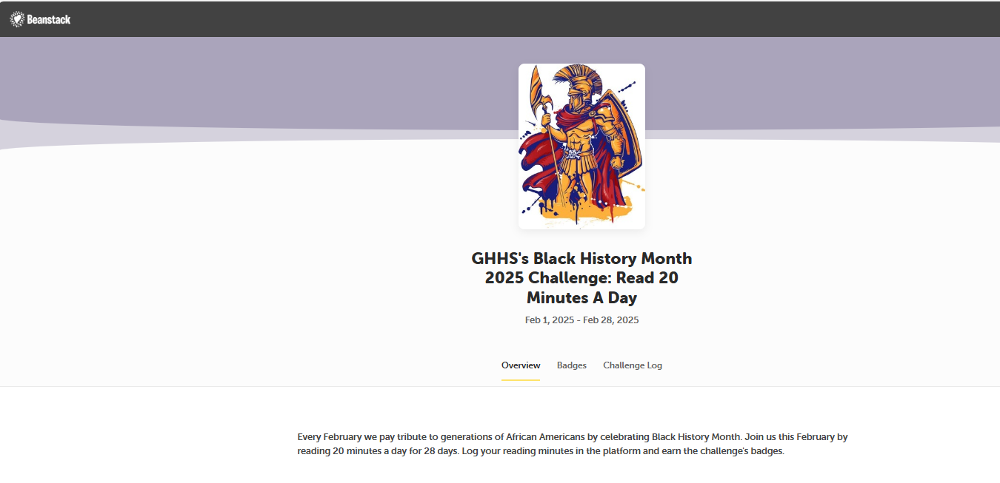 Beanstack
GHHS's Black History Month
2025 Challenge: Read 20
Minutes A Day
Feb 1, 2025 - Feb 28, 2025
Overview Badges Challenge Log
Every February we pay tribute to generations of African Americans by celebrating Black History Month. Join us this February by
reading 20 minutes a day for 28 days. Log your reading minutes in the platform and earn the challenge's badges.